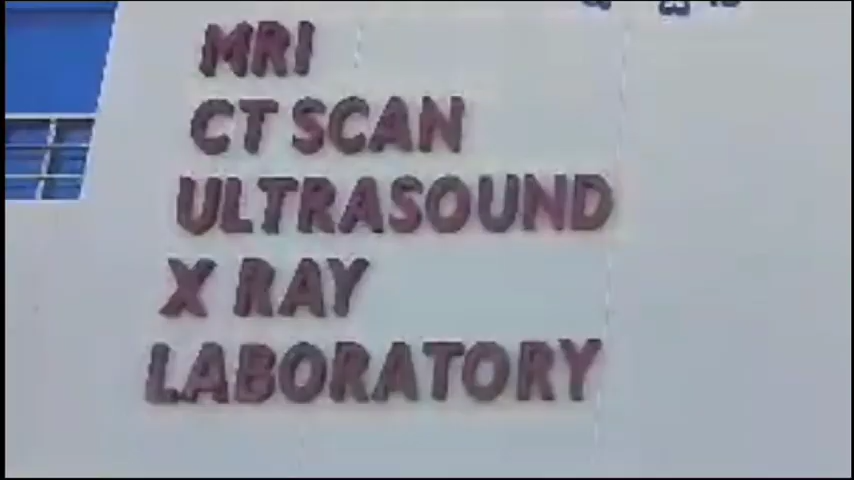 MRI
CT SCAN
ULTRASOUND
X RAY
LABORATORY